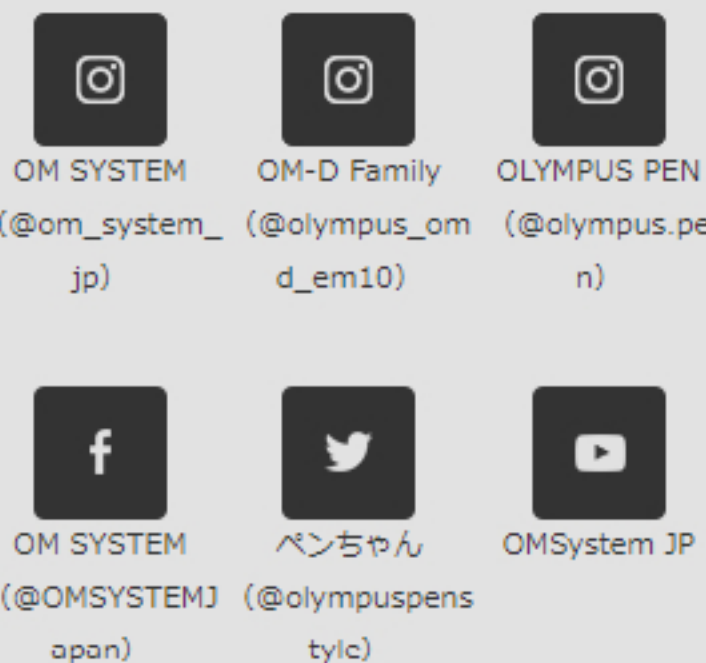 OM SYSTEM
（@om_system_
jp）
OM-D Family
（@olympus_om
d_em10）
OLYMPUS PEN
（@olympus.pe
n）
OM SYSTEM
（@OMSYSTEMJ
apan）
ペンちゃん
（@olympuspens
tyle）
OMSystem JP